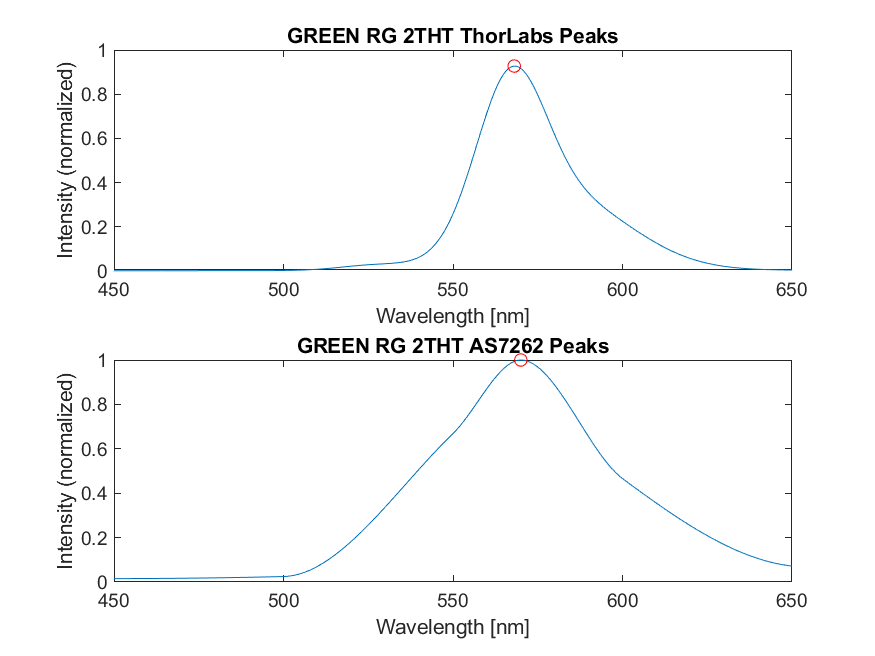 GREEN RG 2THT ThorLabs Peaks
1
0.8
0.6
0.4
0.2
0
Intensity (normalized)
450 500 550 600 650
Wavelength [nm]
GREEN RG 2THT AS7262 Peaks
1
0.8
0.6
0.4
0.2
0
Intensity (normalized)
450 500 550 600 650
Wavelength [nm]